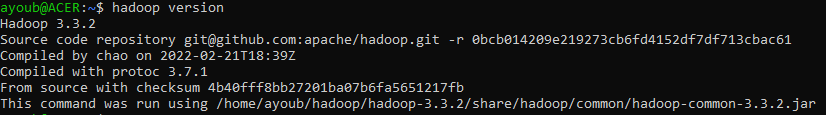 ayoub@ACER:~$ hadoop version
Hadoop 3.3.2
Source code repository git@github.com:apache/hadoop.git -r 0bcb014209e219273cb6fd4152df7df713cbac61
Compiled by chao on 2022-02-21T18:39Z
Compiled with protoc 3.7.1
From source with checksum 4b40fff8bb27201ba07b6fa5651217fb
This command was run using /home/ayoub/hadoop/hadoop-3.3.2/share/hadoop/common/hadoop-common-3.3.2.jar